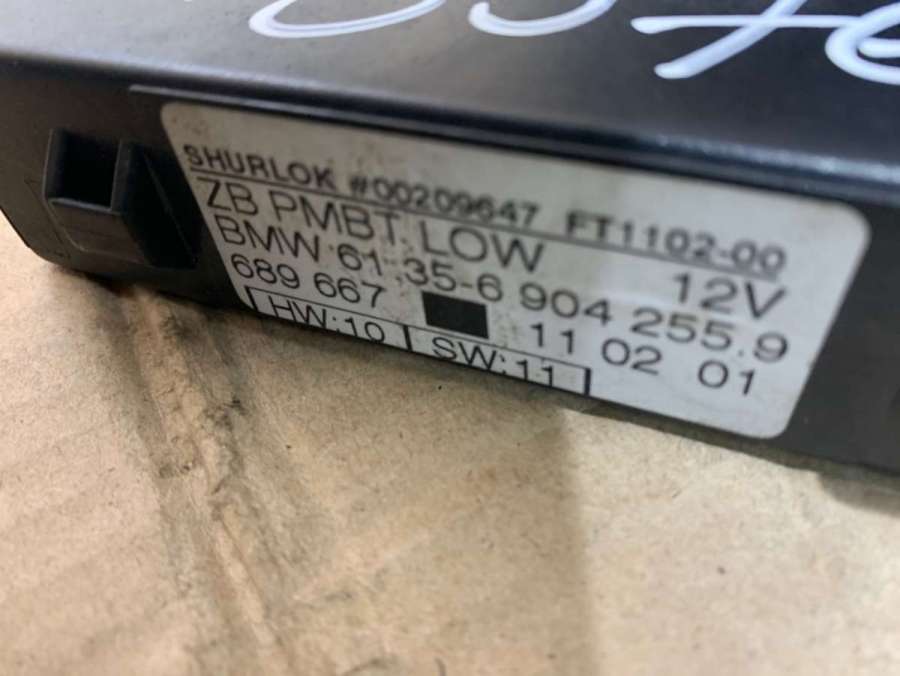 SHURLOK #00209647 FT1102-00
ZB PMBT LOW 12V
BMW 61 35-6 904 255.9
689 667 11 02 01
HW:10 SW:11